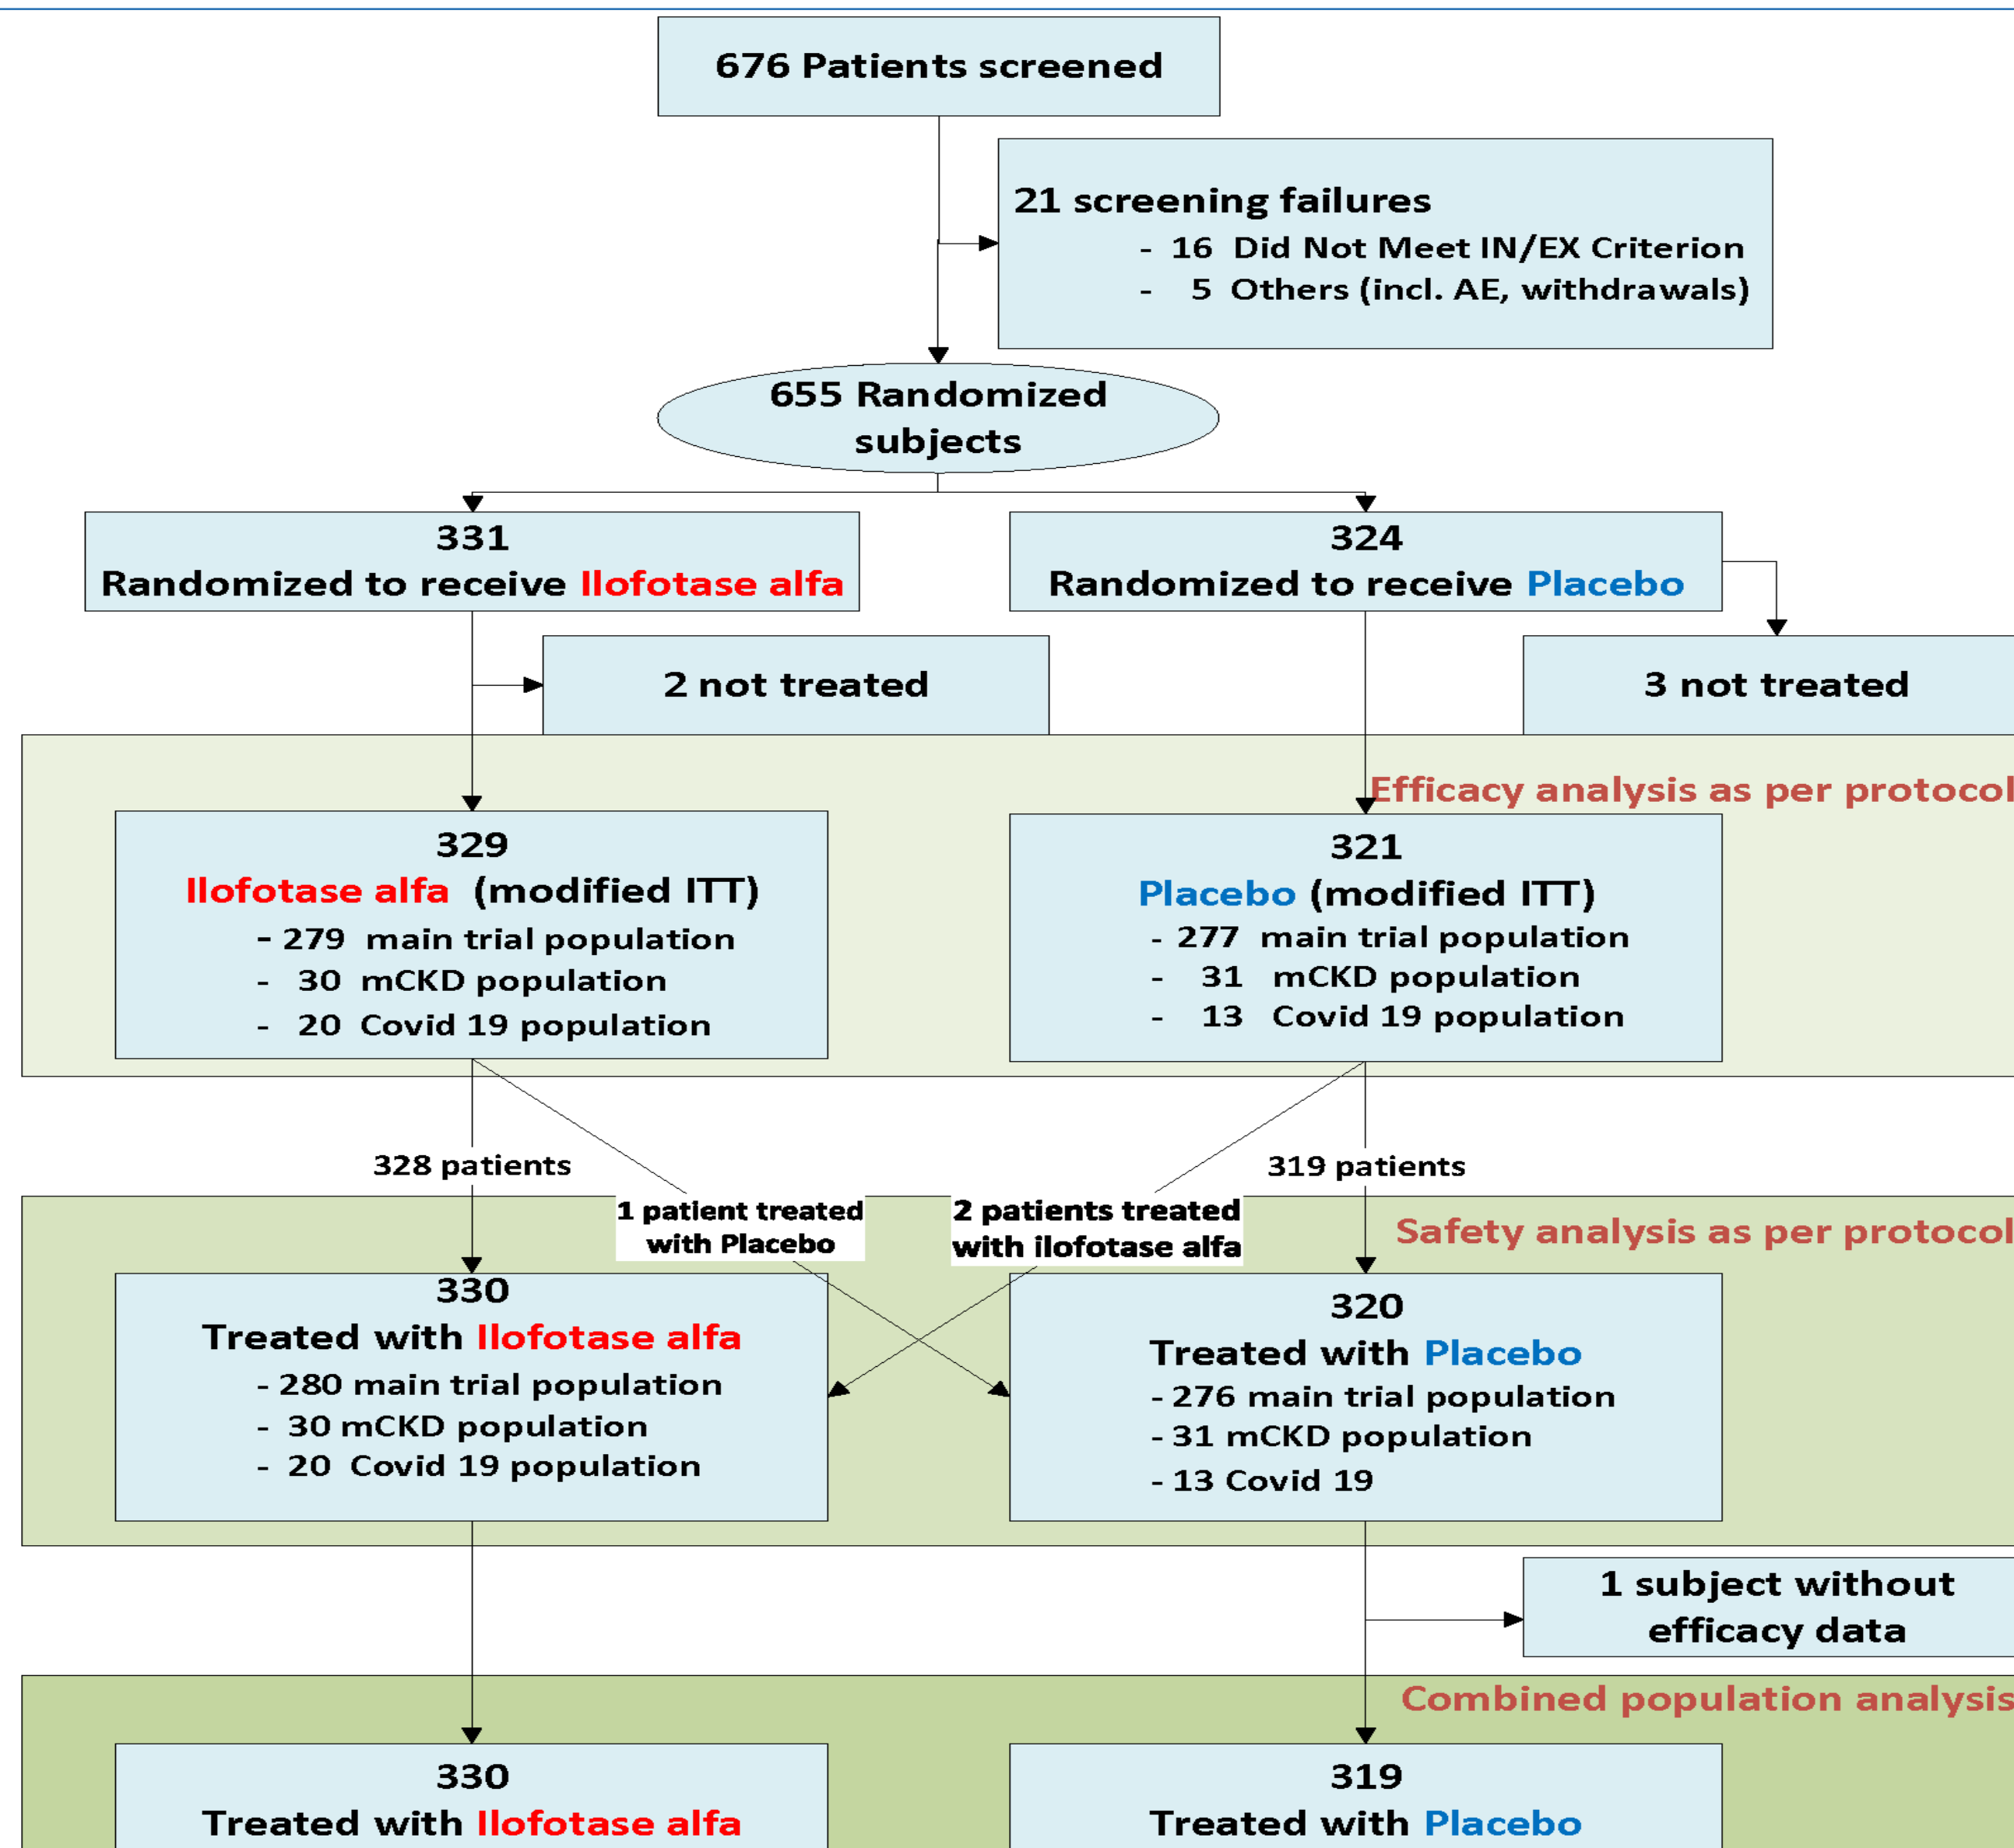 676 Patients screened
21 screening failures
- 16 Did Not Meet IN/EX Criterion
- 5 Others (incl. AE, withdrawals)
655 Randomized
subjects
331
Randomized to receive Ilofotase alfa
324
Randomized to receive Placebo
2 not treated
3 not treated
Efficacy analysis as per protocol
329
Ilofotase alfa (modified ITT)
- 279 main trial population
- 30 mCKD population
- 20 Covid 19 population
321
Placebo (modified ITT)
- 277 main trial population
- 31 mCKD population
- 13 Covid 19 population
328 patients
319 patients
1 patient treated
with Placebo
2 patients treated
with ilofotase alfa
Safety analysis as per protocol
330
Treated with Ilofotase alfa
- 280 main trial population
- 30 mCKD population
- 20 Covid 19 population
320
Treated with Placebo
- 276 main trial population
- 31 mCKD population
- 13 Covid 19
1 subject without
efficacy data
Combined population analysis
330
Treated with Ilofotase alfa
319
Treated with Placebo